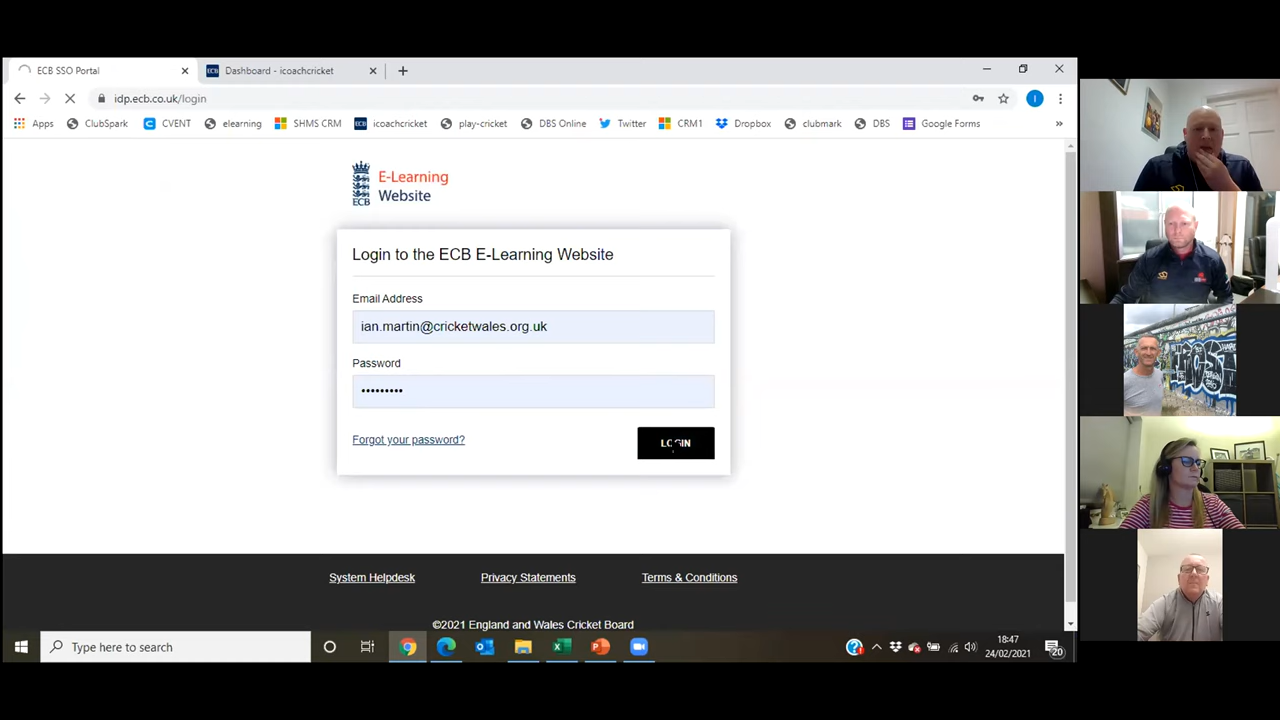 ECB SSO Portal
Dashboard - icoachcricket
idp.ecb.co.uk/login
I
Apps
ClubSpark
CVENT
elearning
SHMS CRM
icoachcricket
play-cricket
DBS Online
Twitter
CRM1
Dropbox
clubmark
DBS
Google Forms
»
ECB
E-Learning
Website
Login to the ECB E-Learning Website
Email Address
ian.martin@cricketwales.org.uk
Password
•••••••••
Forgot your password?
LOGIN
System Helpdesk
Privacy Statements
Terms & Conditions
©2021 England and Wales Cricket Board
Type here to search
18:47
24/02/2021
20